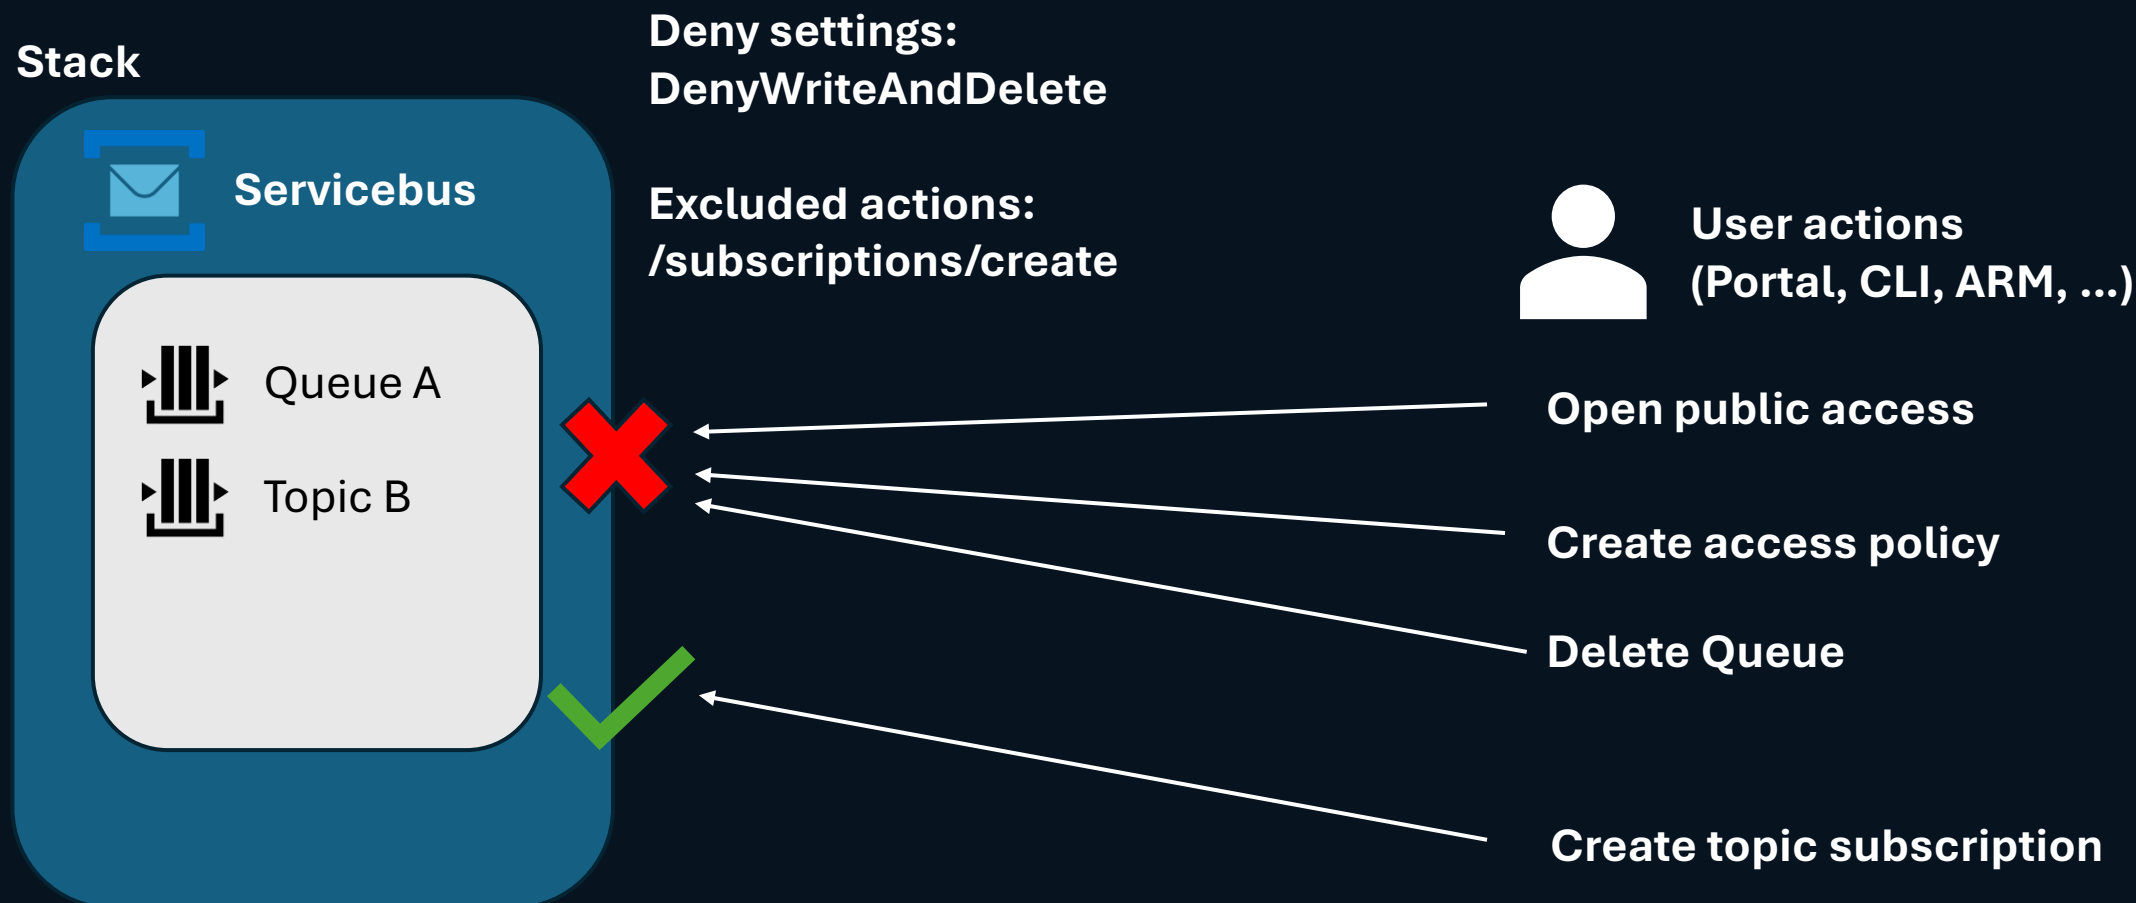 Stack
Servicebus
Queue A
Topic B
Deny settings:
DenyWriteAndDelete
Excluded actions:
/subscriptions/create
User actions
(Portal, CLI, ARM, ...)
Open public access
Create access policy
Delete Queue
Create topic subscription